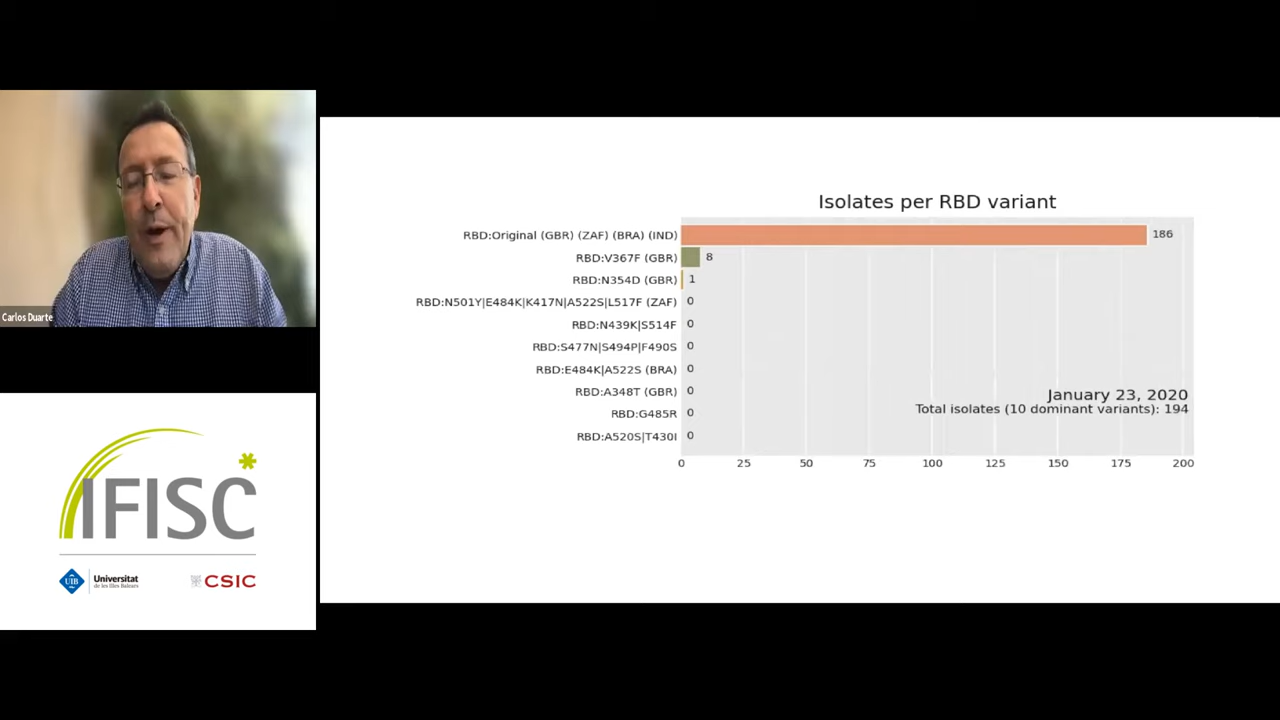 Carlos Duarte
IFISC
UIB
Universitat
de les Illes Balears
CSIC
Isolates per RBD variant
RBD:Original (GBR) (ZAF) (BRA) (IND) 186
RBD:V367F (GBR) 8
RBD:N354D (GBR) 1
RBD:N501Y|E484K|K417N|A522S|L517F (ZAF) 0
RBD:N439K|S514F 0
RBD:S477N|S494P|F490S 0
RBD:E484K|A522S (BRA) 0
RBD:A348T (GBR) 0
RBD:G485R 0
RBD:A520S|T430I 0
January 23, 2020
Total isolates (10 dominant variants): 194
0 25 50 75 100 125 150 175 200